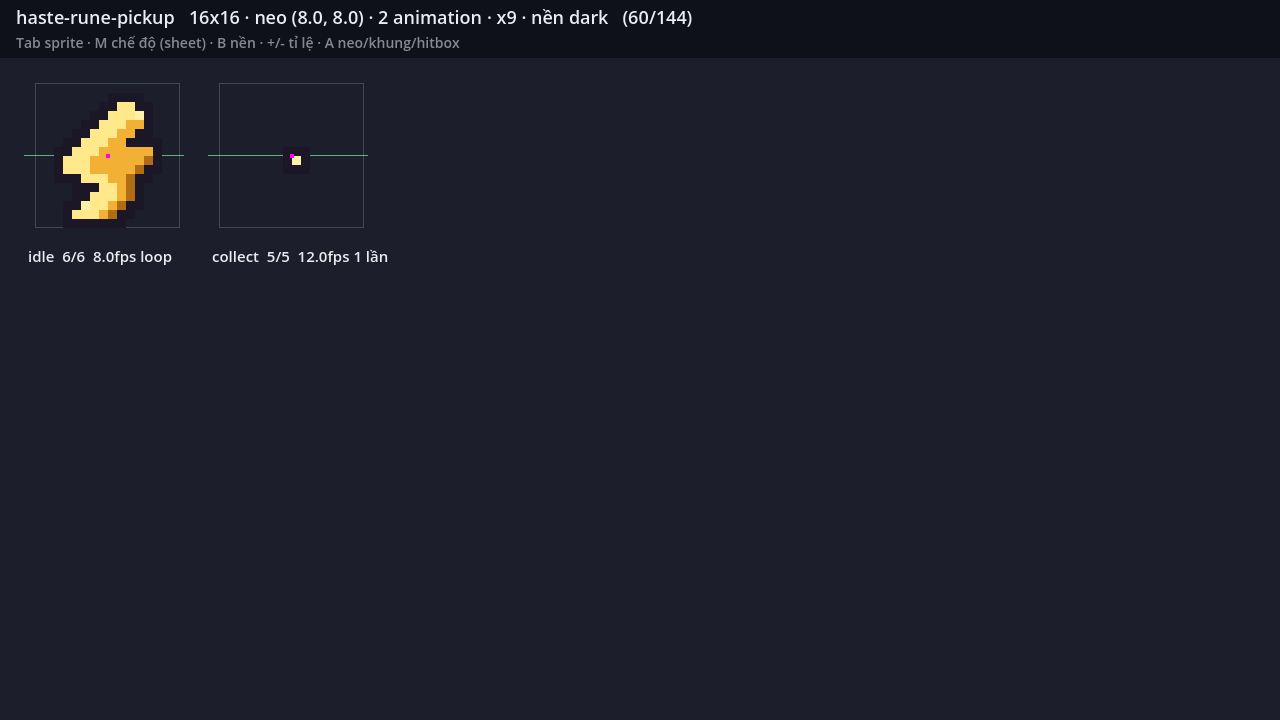 haste-rune-pickup 16x16 · neo (8.0, 8.0) · 2 animation · x9 · nền dark (60/144)
Tab sprite · M chế độ (sheet) · B nền · +/- tỉ lệ · A neo/khung/hitbox
idle 6/6 8.0fps loop
collect 5/5 12.0fps 1 lần